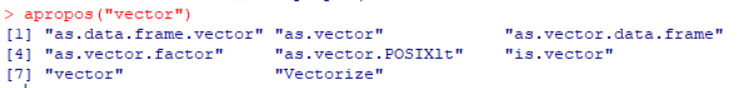 > apropos("vector")
[1] "as.data.frame.vector" "as.vector" "as.vector.data.frame"
[4] "as.vector.factor" "as.vector.POSIXlt" "is.vector"
[7] "vector" "Vectorize"